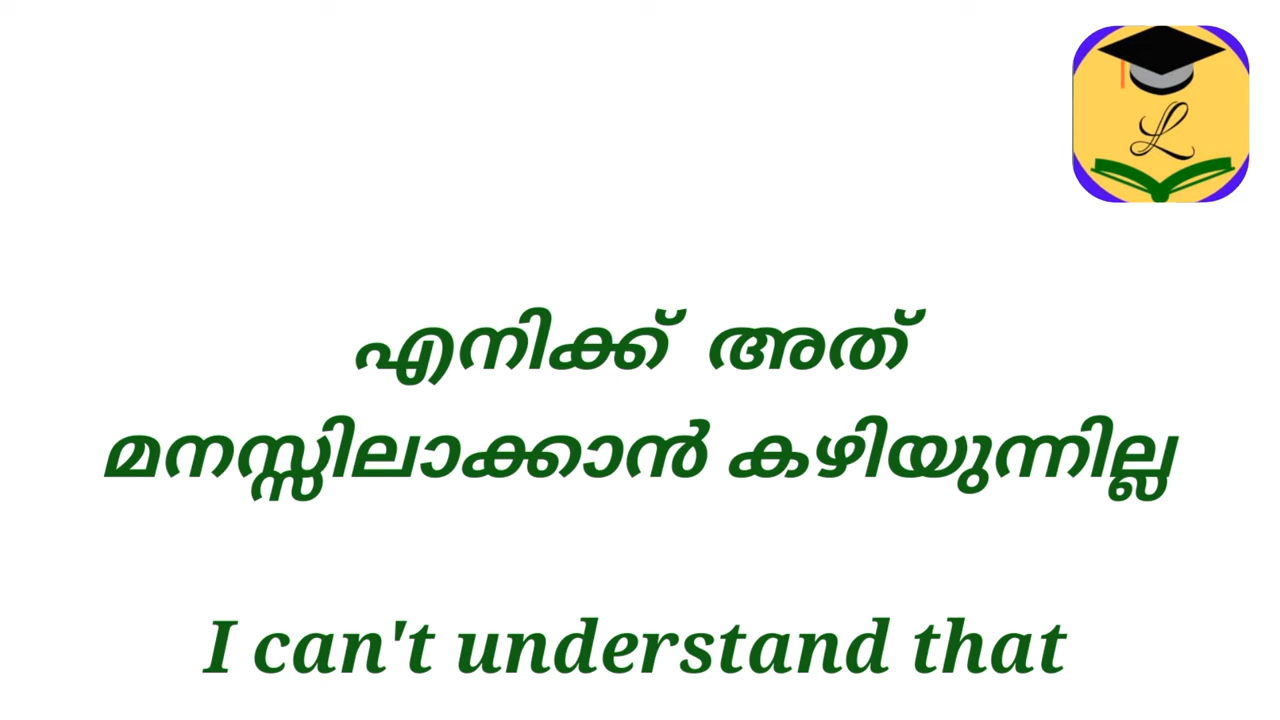 L
എനിക്ക് അത്
മനസ്സിലാക്കാൻ കഴിയുന്നില്ല
I can't understand that